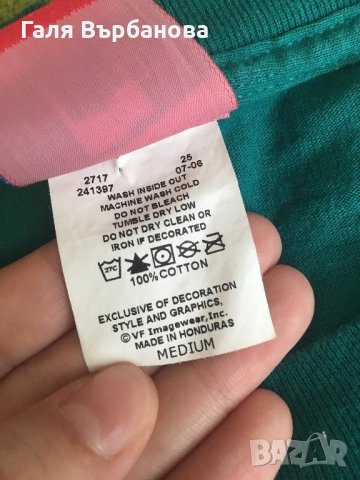 Галя Върбанова
2717 25
241397 07-06
WASH INSIDE OUT
MACHINE WASH COLD
DO NOT BLEACH
TUMBLE DRY LOW
DO NOT DRY CLEAN OR
IRON IF DECORATED
27C
100% COTTON
EXCLUSIVE OF DECORATION
STYLE AND GRAPHICS,
©VF Imagewear, Inc.
MADE IN HONDURAS
MEDIUM
BAZAR